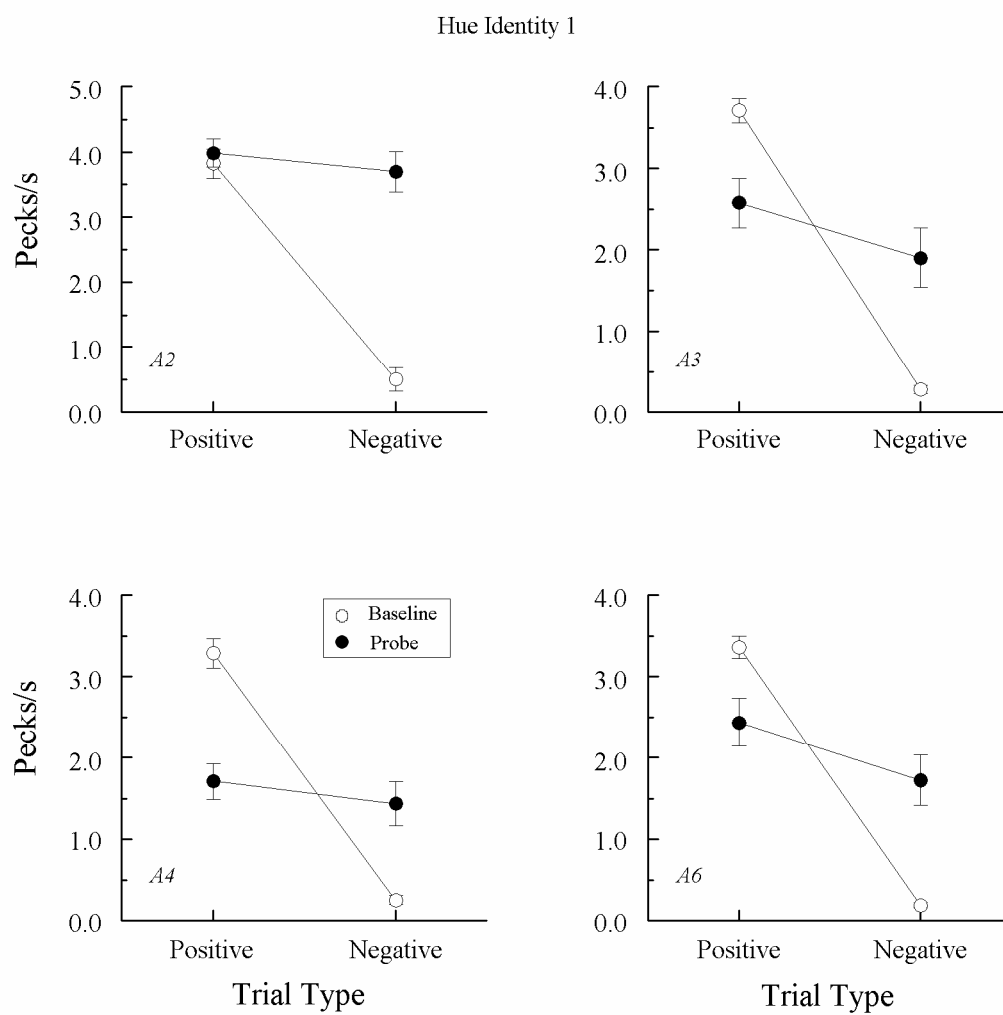 Hue Identity 1
5.0
4.0
3.0
2.0
1.0
0.0
Pecks/s
A2
Positive Negative
4.0
3.0
2.0
1.0
0.0
A3
Positive Negative
4.0
3.0
2.0
1.0
0.0
Pecks/s
Baseline
Probe
A4
Positive Negative
Trial Type
4.0
3.0
2.0
1.0
0.0
A6
Positive Negative
Trial Type